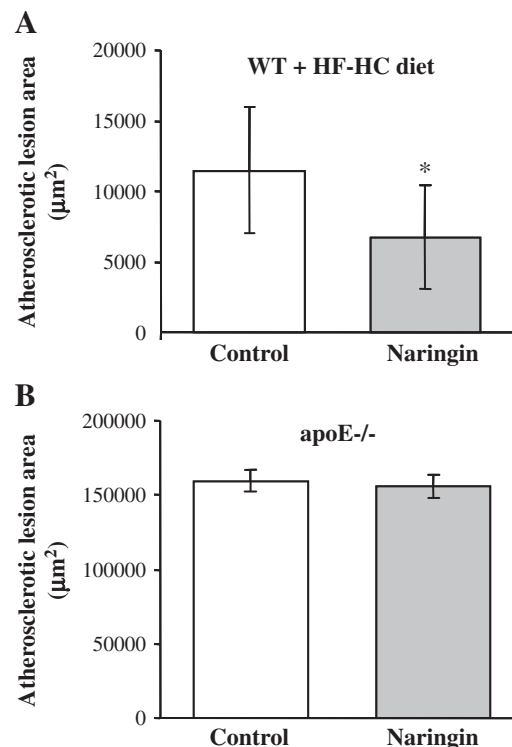 A
WT + HF-HC diet
Atherosclerotic lesion area
(μm²)
20000
15000
10000
5000
0
*
Control Naringin
B
apoE-/-
Atherosclerotic lesion area
(μm²)
200000
150000
100000
50000
0
Control Naringin